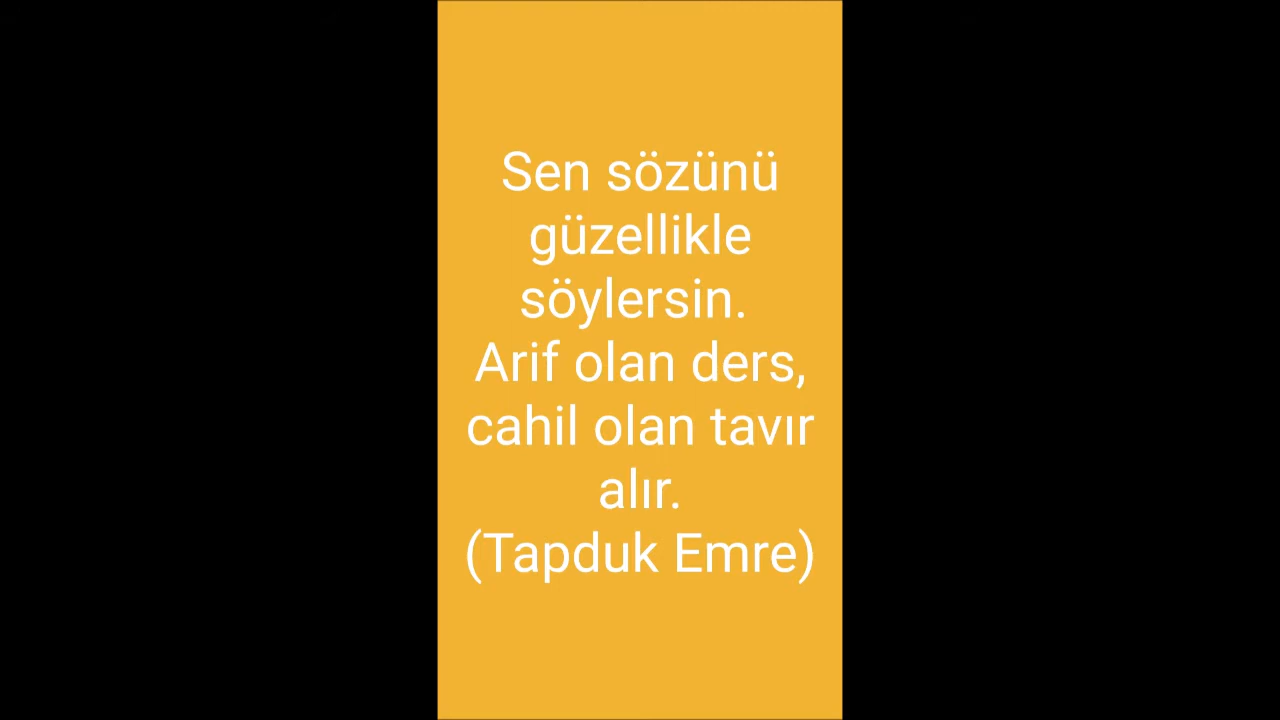 Sen sözünü
güzellikle
söylersin.
Arif olan ders,
cahil olan tavır
alır.
(Tapduk Emre)